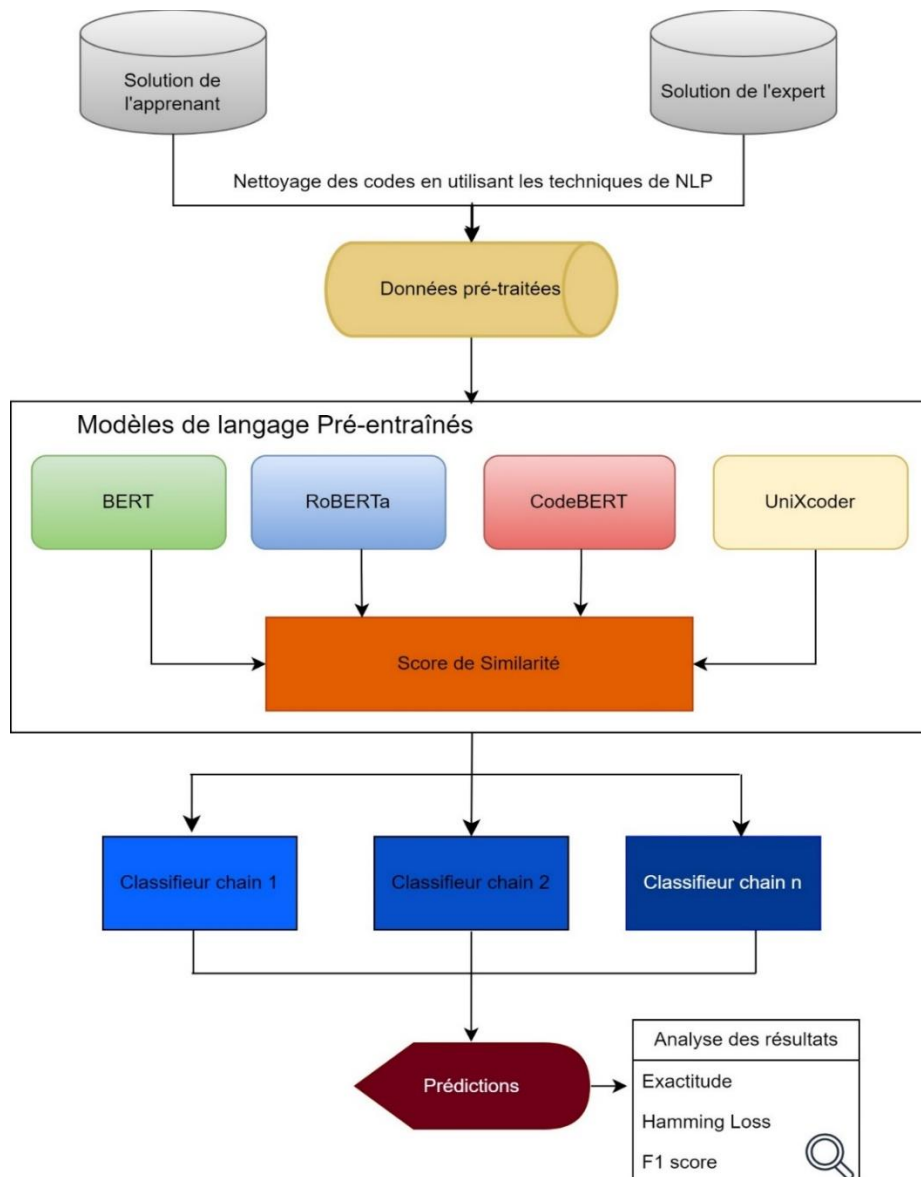 Solution de
l'apprenant
Solution de l'expert
Nettoyage des codes en utilisant les techniques de NLP
Données pré-traitées
Modèles de langage Pré-entraînés
BERT
RoBERTa
CodeBERT
UniXcoder
Score de Similarité
Classifieur chain 1
Classifieur chain 2
Classifieur chain n
Prédictions
Analyse des résultats
Exactitude
Hamming Loss
F1 score